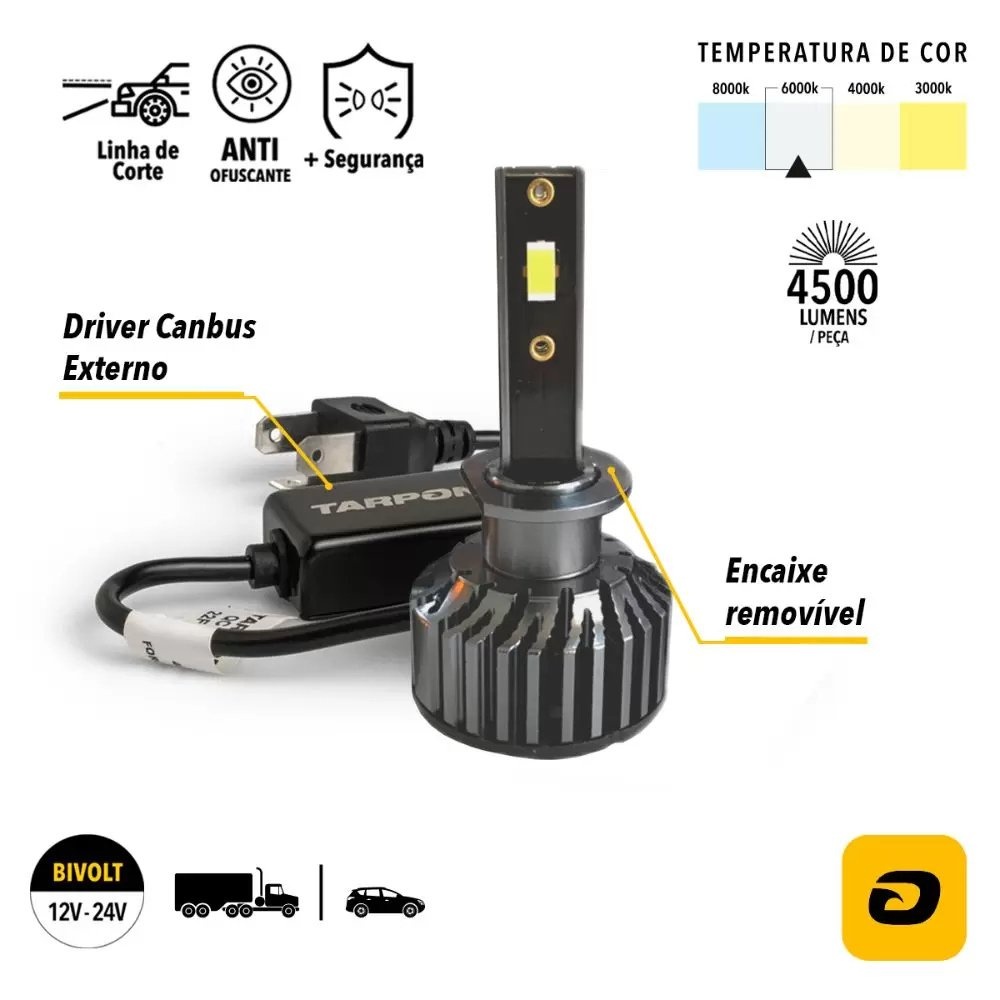 Linha de
Corte
ANTI
OFUSCANTE
+ Segurança
TEMPERATURA DE COR
8000k 6000k 4000k 3000k
4500
LUMENS
/ PEÇA
Driver Canbus
Externo
TARPON
Encaixe
removível
BIVOLT
12V - 24V